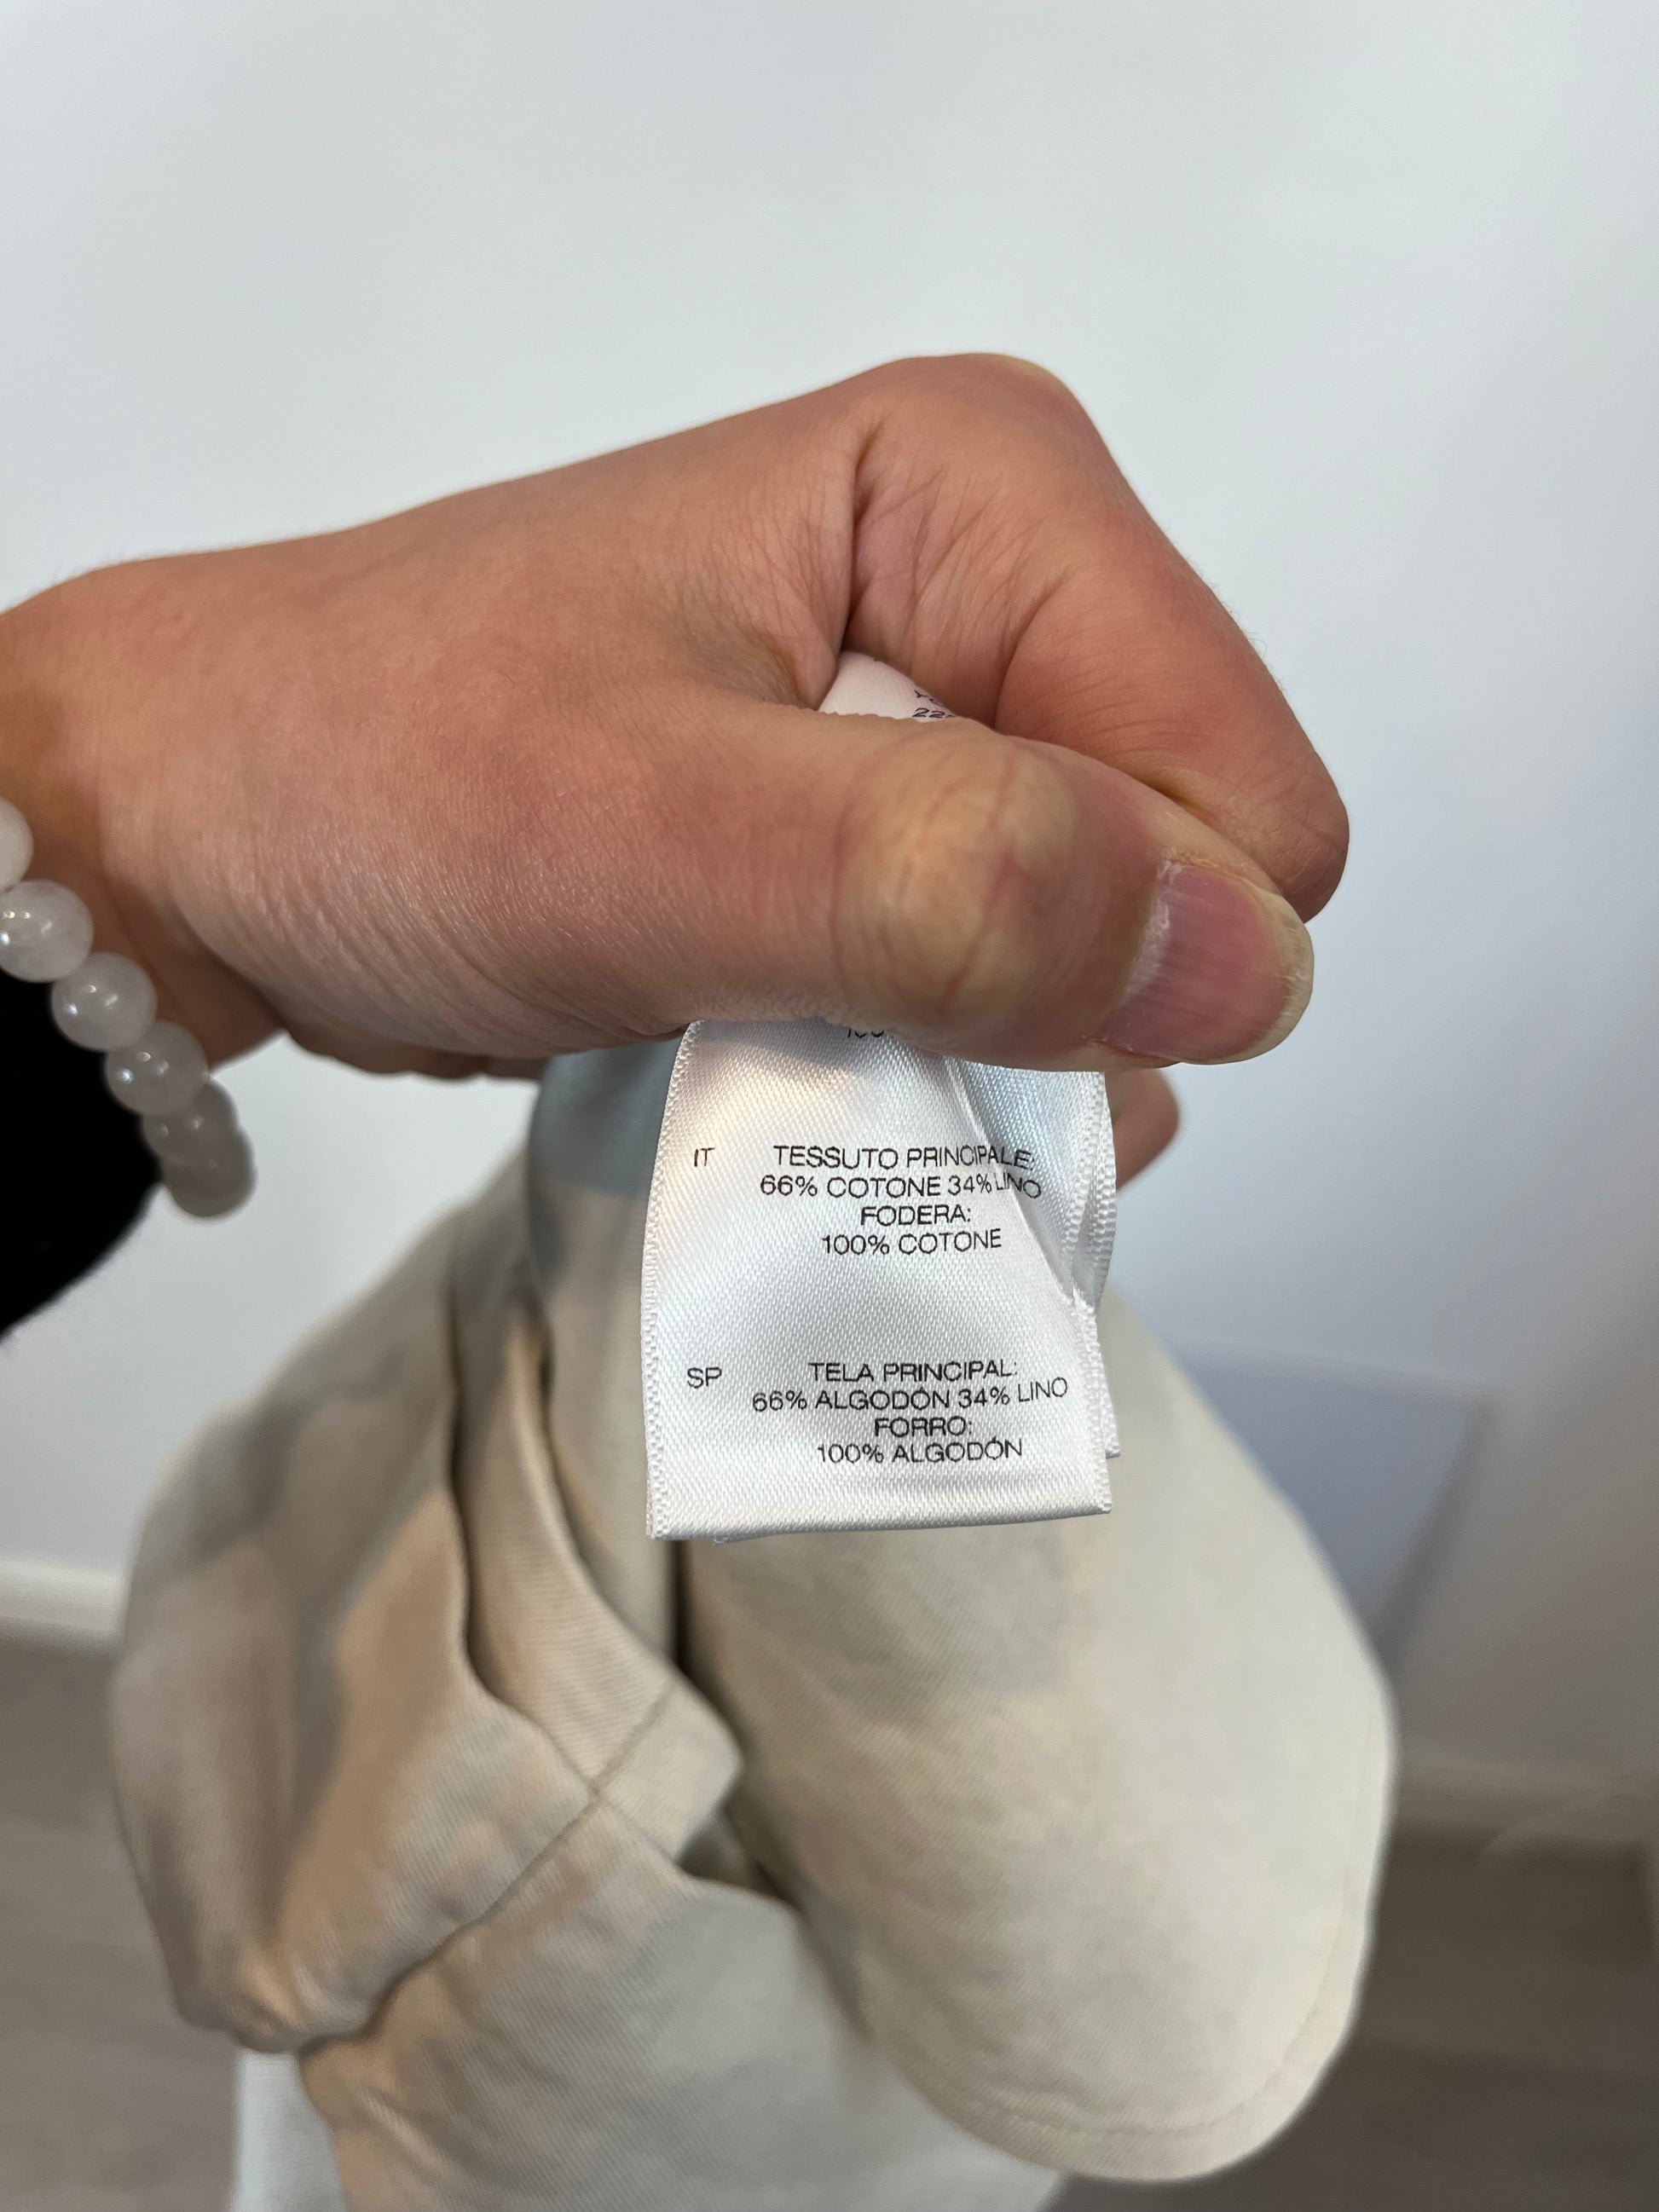 IT TESSUTO PRINCIPALE:
66% COTONE 34% LINO
FODERA:
100% COTONE
SP TELA PRINCIPAL:
66% ALGODÓN 34% LINO
FORRO:
100% ALGODÓN